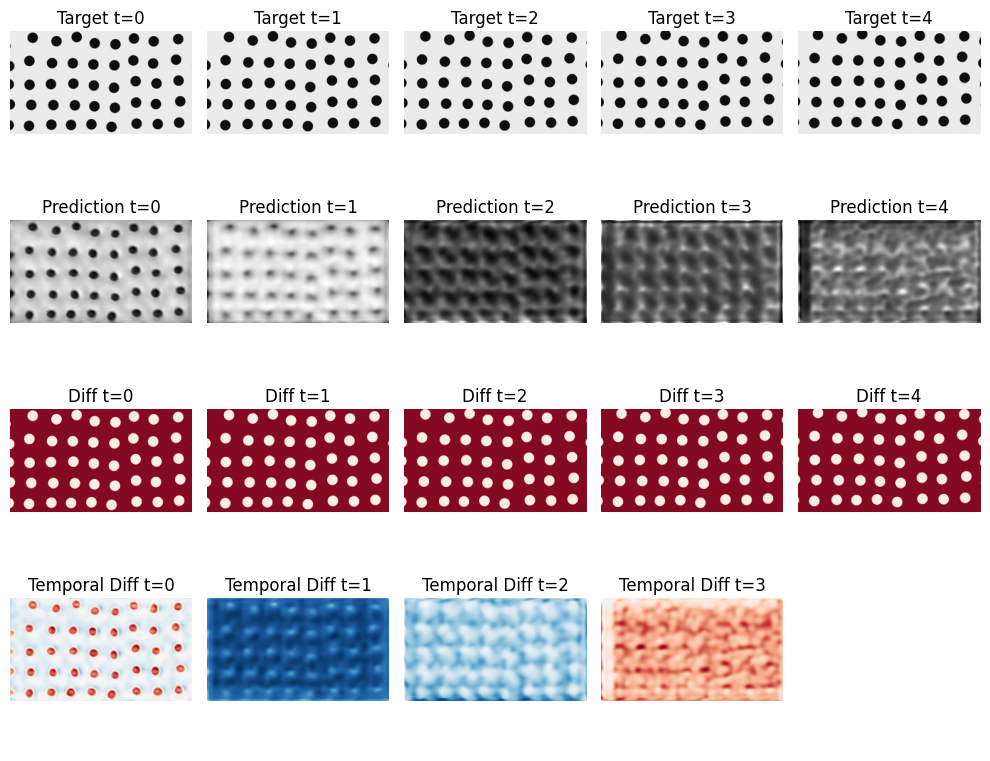 Target t=0 Target t=1 Target t=2 Target t=3 Target t=4
Prediction t=0 Prediction t=1 Prediction t=2 Prediction t=3 Prediction t=4
Diff t=0 Diff t=1 Diff t=2 Diff t=3 Diff t=4
Temporal Diff t=0 Temporal Diff t=1 Temporal Diff t=2 Temporal Diff t=3